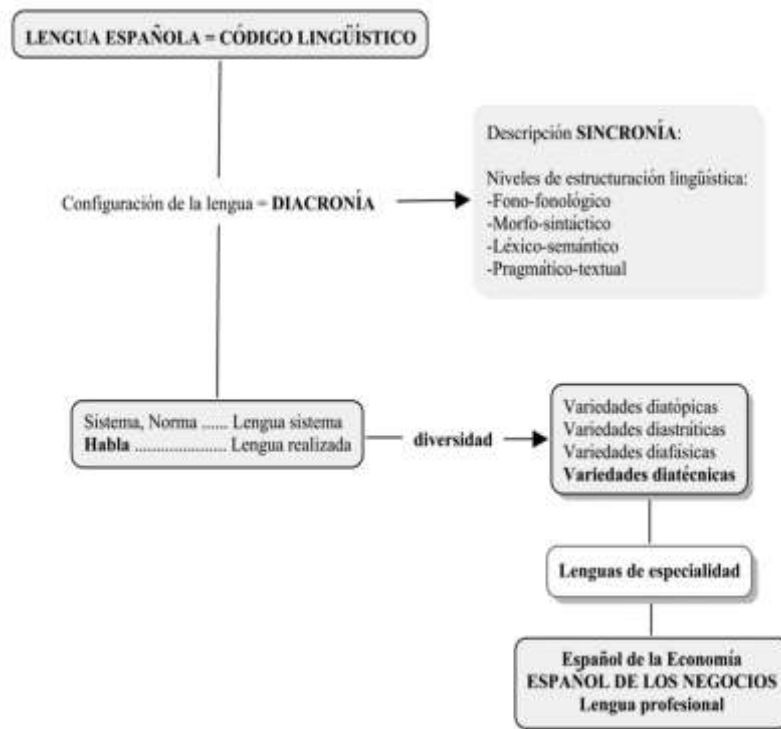 LENGUA ESPAÑOLA = CÓDIGO LINGÜÍSTICO
Descripción SINCRONÍA:
Niveles de estructuración lingüística:
-Fono-fonológico
-Morfo-sintáctico
-Léxico-semántico
-Pragmático-textual
Configuración de la lengua = DIACRONÍA
Sistema, Norma ...... Lengua sistema
Habla ...................... Lengua realizada
diversidad
Variedades diatópicas
Variedades diastráticas
Variedades diafásicas
Variedades diatécnicas
Lenguas de especialidad
Español de la Economía
ESPAÑOL DE LOS NEGOCIOS
Lengua profesional